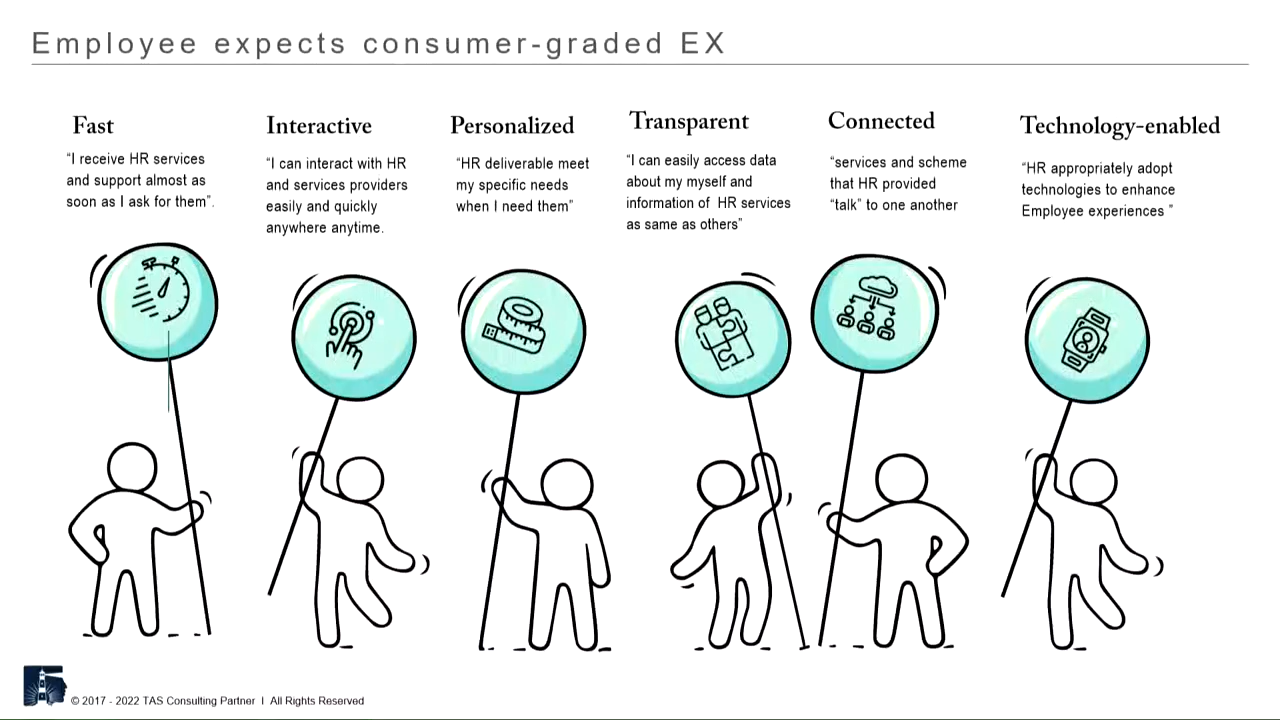 Employee expects consumer-graded EX
Fast
“I receive HR services
and support almost as
soon as I ask for them”.
Interactive
“I can interact with HR
and services providers
easily and quickly
anywhere anytime.
Personalized
“HR deliverable meet
my specific needs
when I need them”
Transparent
“I can easily access data
about my myself and
information of HR services
as same as others”
Connected
“services and scheme
that HR provided
“talk” to one another
Technology-enabled
“HR appropriately adopt
technologies to enhance
Employee experiences ”
© 2017 - 2022 TAS Consulting Partner I All Rights Reserved